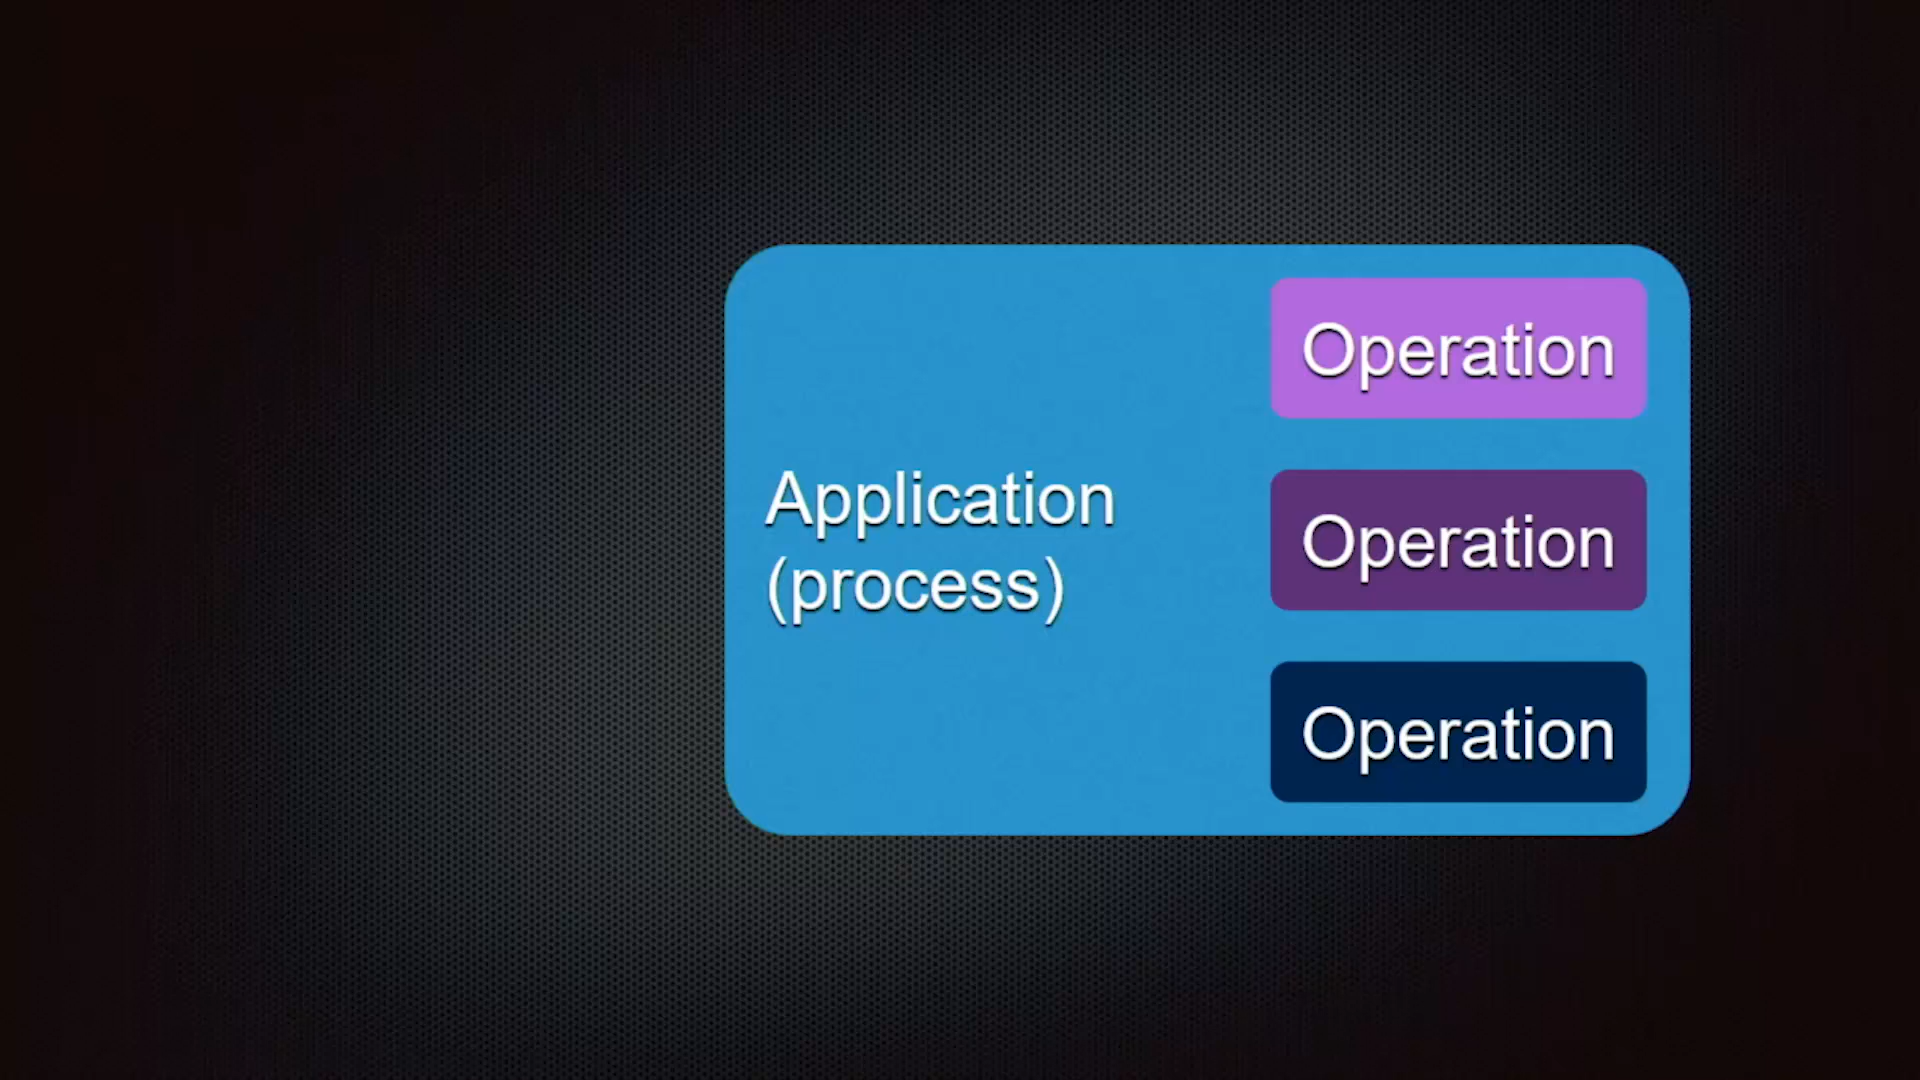 Application
(process)
Operation
Operation
Operation